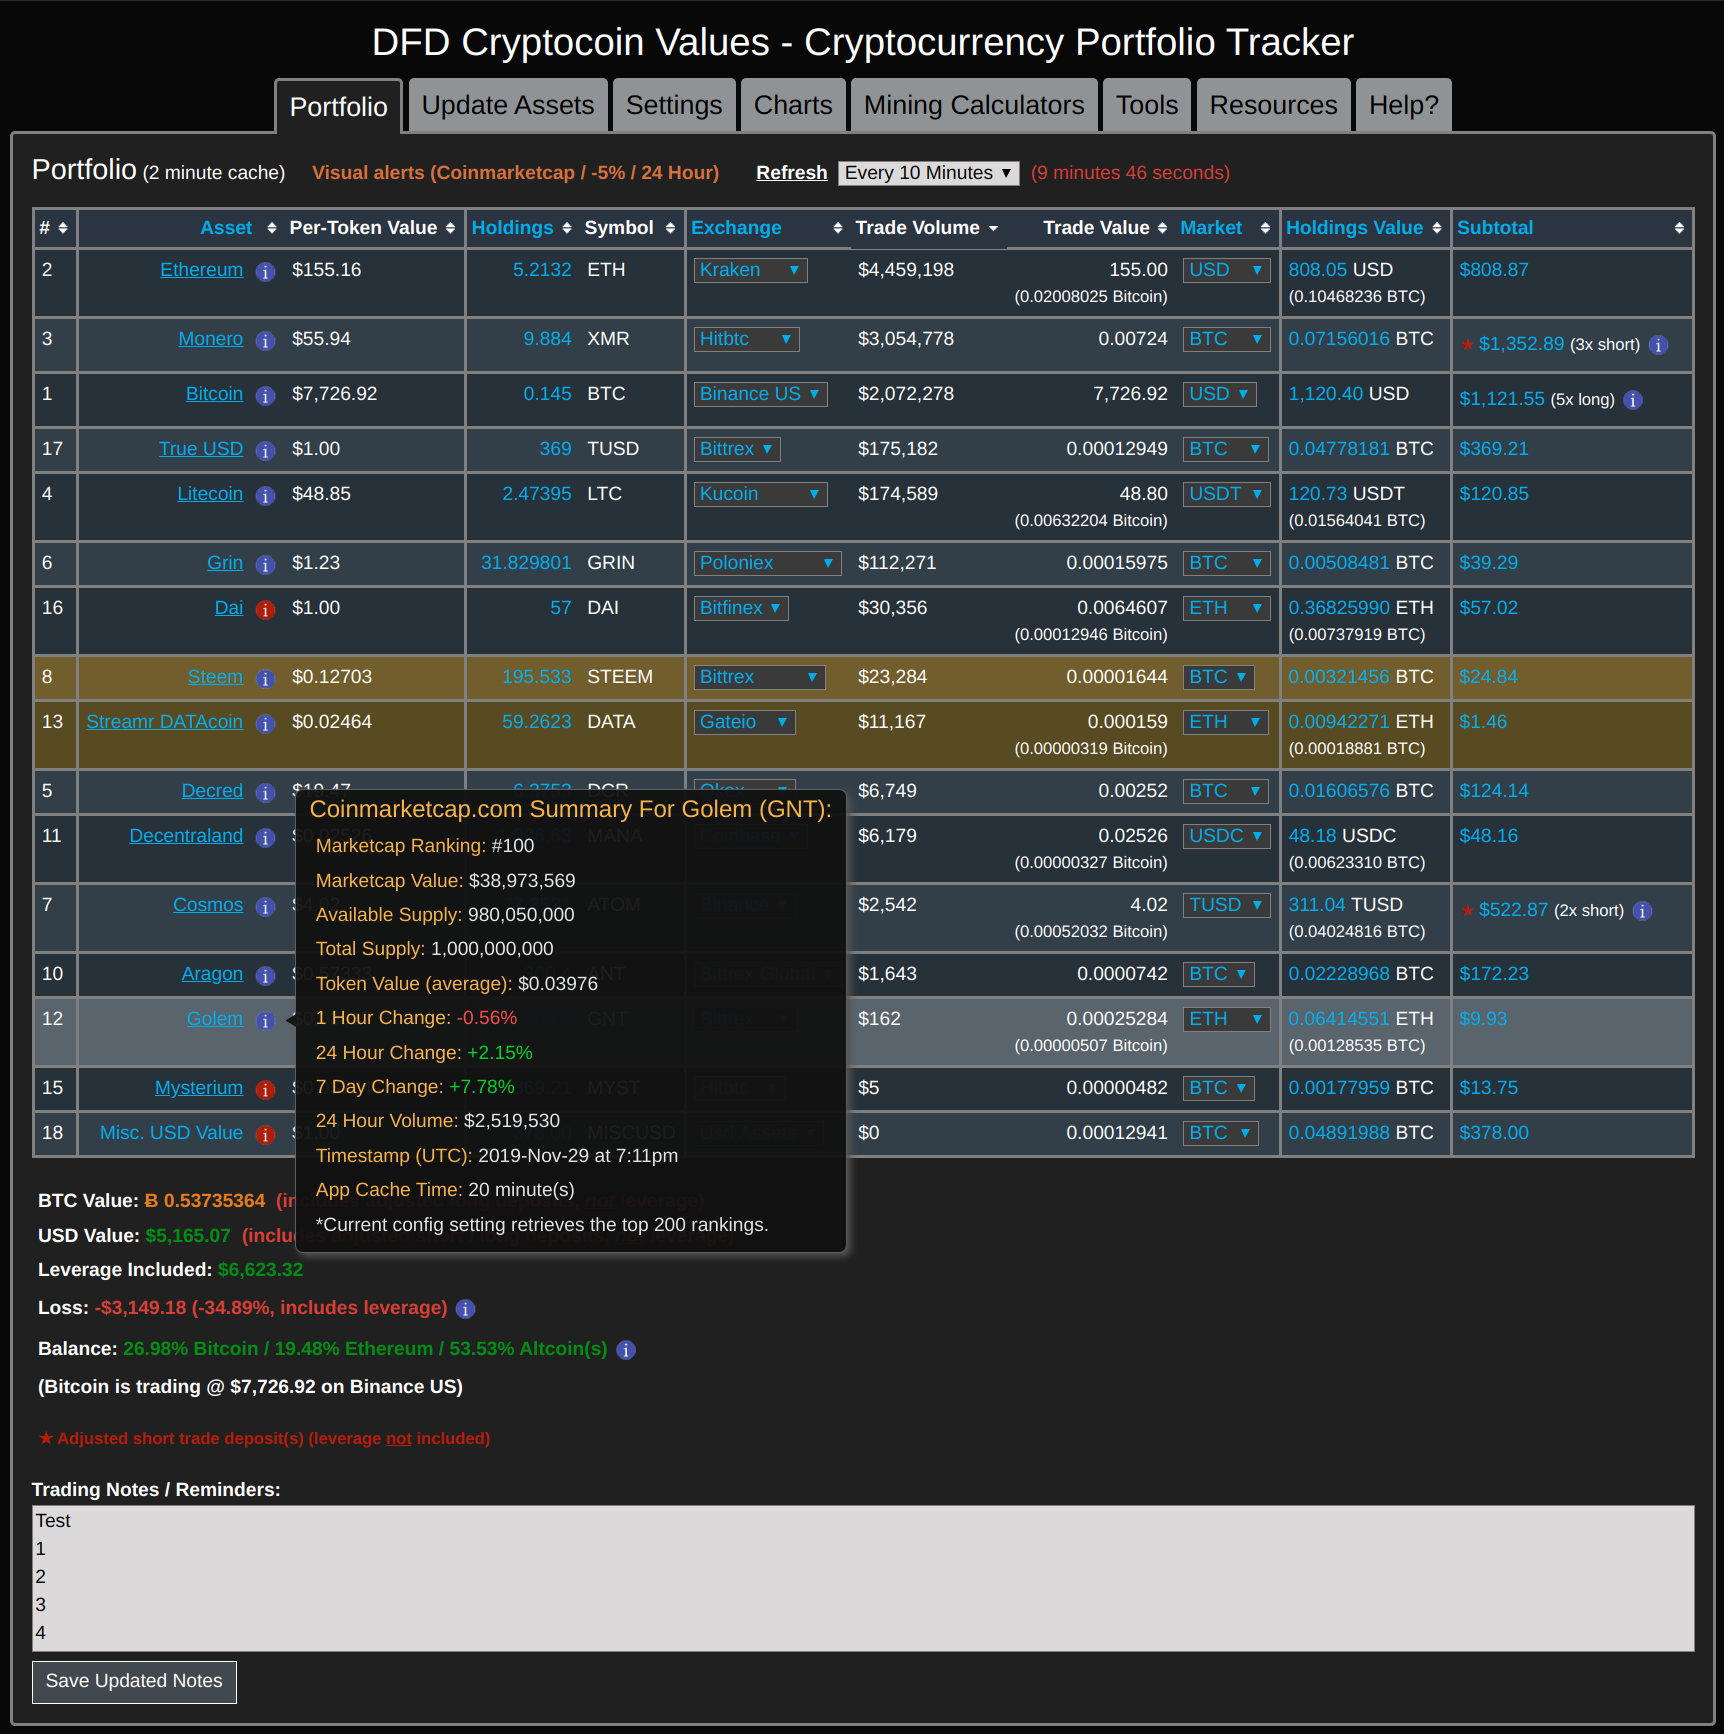 DFD Cryptocoin Values - Cryptocurrency Portfolio Tracker
Portfolio Update Assets Settings Charts Mining Calculators Tools Resources Help?
Portfolio (2 minute cache) Visual alerts (Coinmarketcap / -5% / 24 Hour) Refresh Every 10 Minutes ▼ (9 minutes 46 seconds)
# Asset Per-Token Value Holdings Symbol Exchange Trade Volume Trade Value Market Holdings Value Subtotal
2 Ethereum i $155.16 5.2132 ETH Kraken ▼ $4,459,198 155.00 USD ▼ 808.05 USD $808.87
(0.02008025 Bitcoin) (0.10468236 BTC)
3 Monero i $55.94 9.884 XMR Hitbtc ▼ $3,054,778 0.00724 BTC ▼ 0.07156016 BTC ★ $1,352.89 (3x short) i
1 Bitcoin i $7,726.92 0.145 BTC Binance US ▼ $2,072,278 7,726.92 USD ▼ 1,120.40 USD $1,121.55 (5x long) i
17 True USD i $1.00 369 TUSD Bittrex ▼ $175,182 0.00012949 BTC ▼ 0.04778181 BTC $369.21
4 Litecoin i $48.85 2.47395 LTC Kucoin ▼ $174,589 48.80 USDT ▼ 120.73 USDT $120.85
(0.00632204 Bitcoin) (0.01564041 BTC)
6 Grin i $1.23 31.829801 GRIN Poloniex ▼ $112,271 0.00015975 BTC ▼ 0.00508481 BTC $39.29
16 Dai i $1.00 57 DAI Bitfinex ▼ $30,356 0.0064607 ETH ▼ 0.36825990 ETH $57.02
(0.00012946 Bitcoin) (0.00737919 BTC)
8 Steem i $0.12703 195.533 STEEM Bittrex ▼ $23,284 0.00001644 BTC ▼ 0.00321456 BTC $24.84
13 Streamr DATAcoin i $0.02464 59.2623 DATA Gateio ▼ $11,167 0.000159 ETH ▼ 0.00942271 ETH $1.46
(0.00000319 Bitcoin) (0.00018881 BTC)
5 Decred i $6,749 0.00252 BTC ▼ 0.01606576 BTC $124.14
11 Decentraland i MANA $6,179 0.02526 USDC ▼ 48.18 USDC $48.16
(0.00000327 Bitcoin) (0.00623310 BTC)
7 Cosmos i ATOM $2,542 4.02 TUSD ▼ 311.04 TUSD ★ $522.87 (2x short) i
(0.00052032 Bitcoin) (0.04024816 BTC)
10 Aragon i ANT $1,643 0.0000742 BTC ▼ 0.02228968 BTC $172.23
12 Golem i GNT $162 0.00025284 ETH ▼ 0.06414551 ETH $9.93
(0.00000507 Bitcoin) (0.00128535 BTC)
15 Mysterium i MYST $5 0.00000482 BTC ▼ 0.00177959 BTC $13.75
18 Misc. USD Value i MISCUSD $0 0.00012941 BTC ▼ 0.04891988 BTC $378.00
Coinmarketcap.com Summary For Golem (GNT):
Marketcap Ranking: #100
Marketcap Value: $38,973,569
Available Supply: 980,050,000
Total Supply: 1,000,000,000
Token Value (average): $0.03976
1 Hour Change: -0.56%
24 Hour Change: +2.15%
7 Day Change: +7.78%
24 Hour Volume: $2,519,530
Timestamp (UTC): 2019-Nov-29 at 7:11pm
App Cache Time: 20 minute(s)
*Current config setting retrieves the top 200 rankings.
BTC Value: Ƀ 0.53735364
USD Value: $5,165.07
Leverage Included: $6,623.32
Loss: -$3,149.18 (-34.89%, includes leverage) i
Balance: 26.98% Bitcoin / 19.48% Ethereum / 53.53% Altcoin(s) i
(Bitcoin is trading @ $7,726.92 on Binance US)
★ Adjusted short trade deposit(s) (leverage not included)
Trading Notes / Reminders:
Test
1
2
3
4
Save Updated Notes